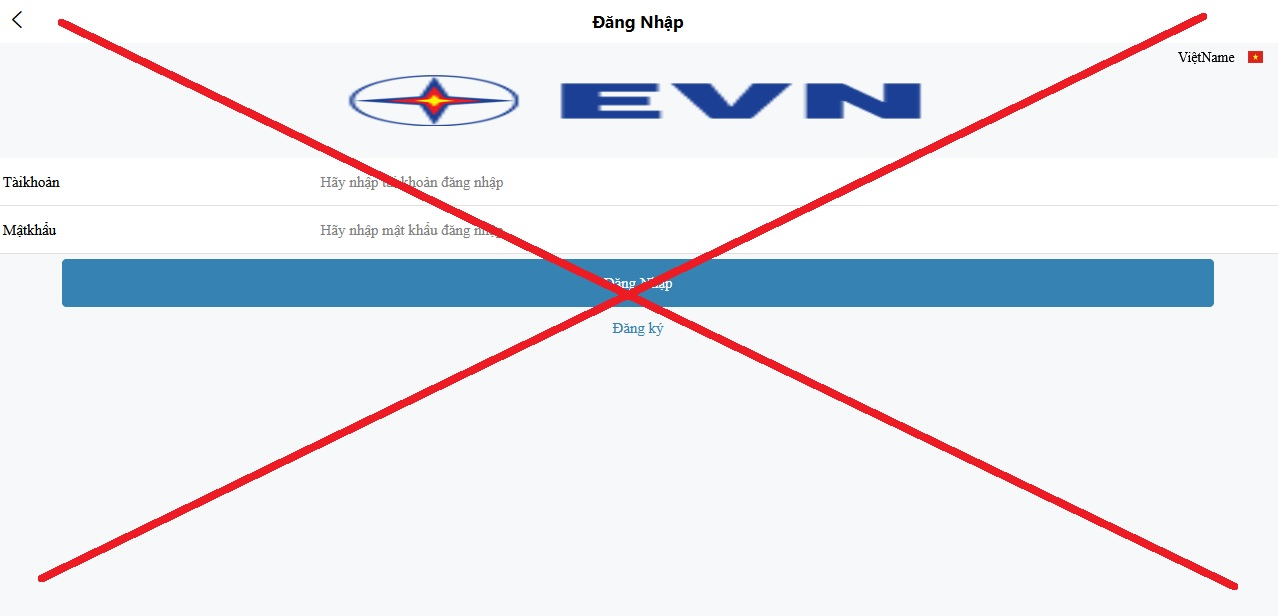 Đăng Nhập
ViệtName
EVN
Tàikhoản
Hãy nhập tài khoản đăng nhập
Mậtkhẩu
Hãy nhập mật khẩu đăng nhập
Đăng Nhập
Đăng ký